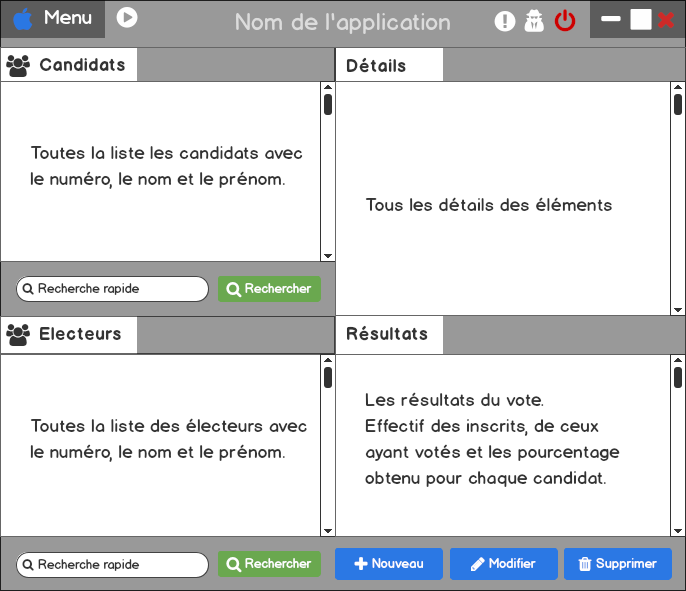 Menu
Nom de l'application
Candidats
Toutes la liste les candidats avec
le numéro, le nom et le prénom.
Recherche rapide
Rechercher
Détails
Tous les détails des éléments
Electeurs
Toutes la liste des électeurs avec
le numéro, le nom et le prénom.
Recherche rapide
Rechercher
Résultats
Les résultats du vote.
Effectif des inscrits, de ceux
ayant votés et les pourcentage
obtenu pour chaque candidat.
Nouveau
Modifier
Supprimer